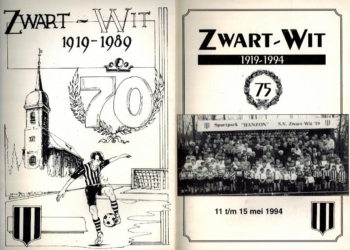 ZWART-WIT
1919-1989
70
ZWART-WIT
1919-1994
75
Sportpark "HANZON" S.V. Zwart-Wit '19
11 t/m 15 mei 1994